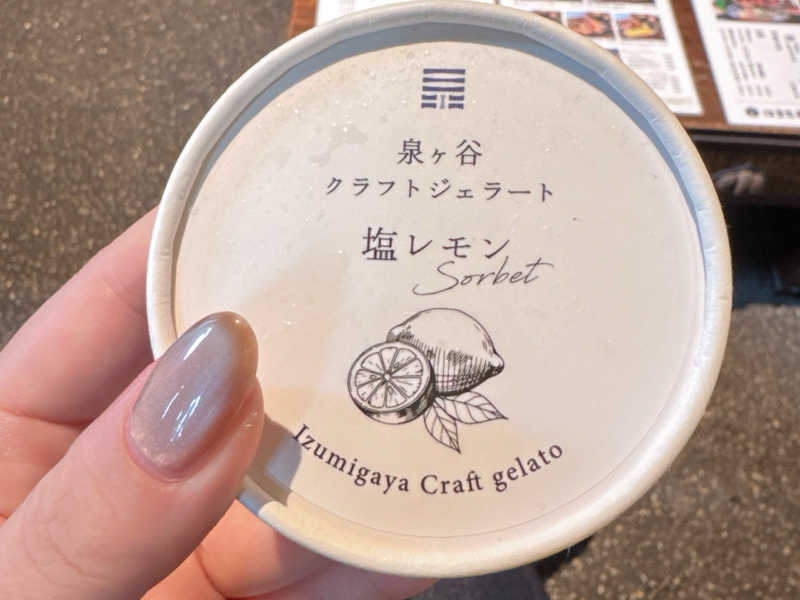 泉ヶ谷
クラフトジェラート
塩レモン
Sorbet
Izumigaya Craft gelato